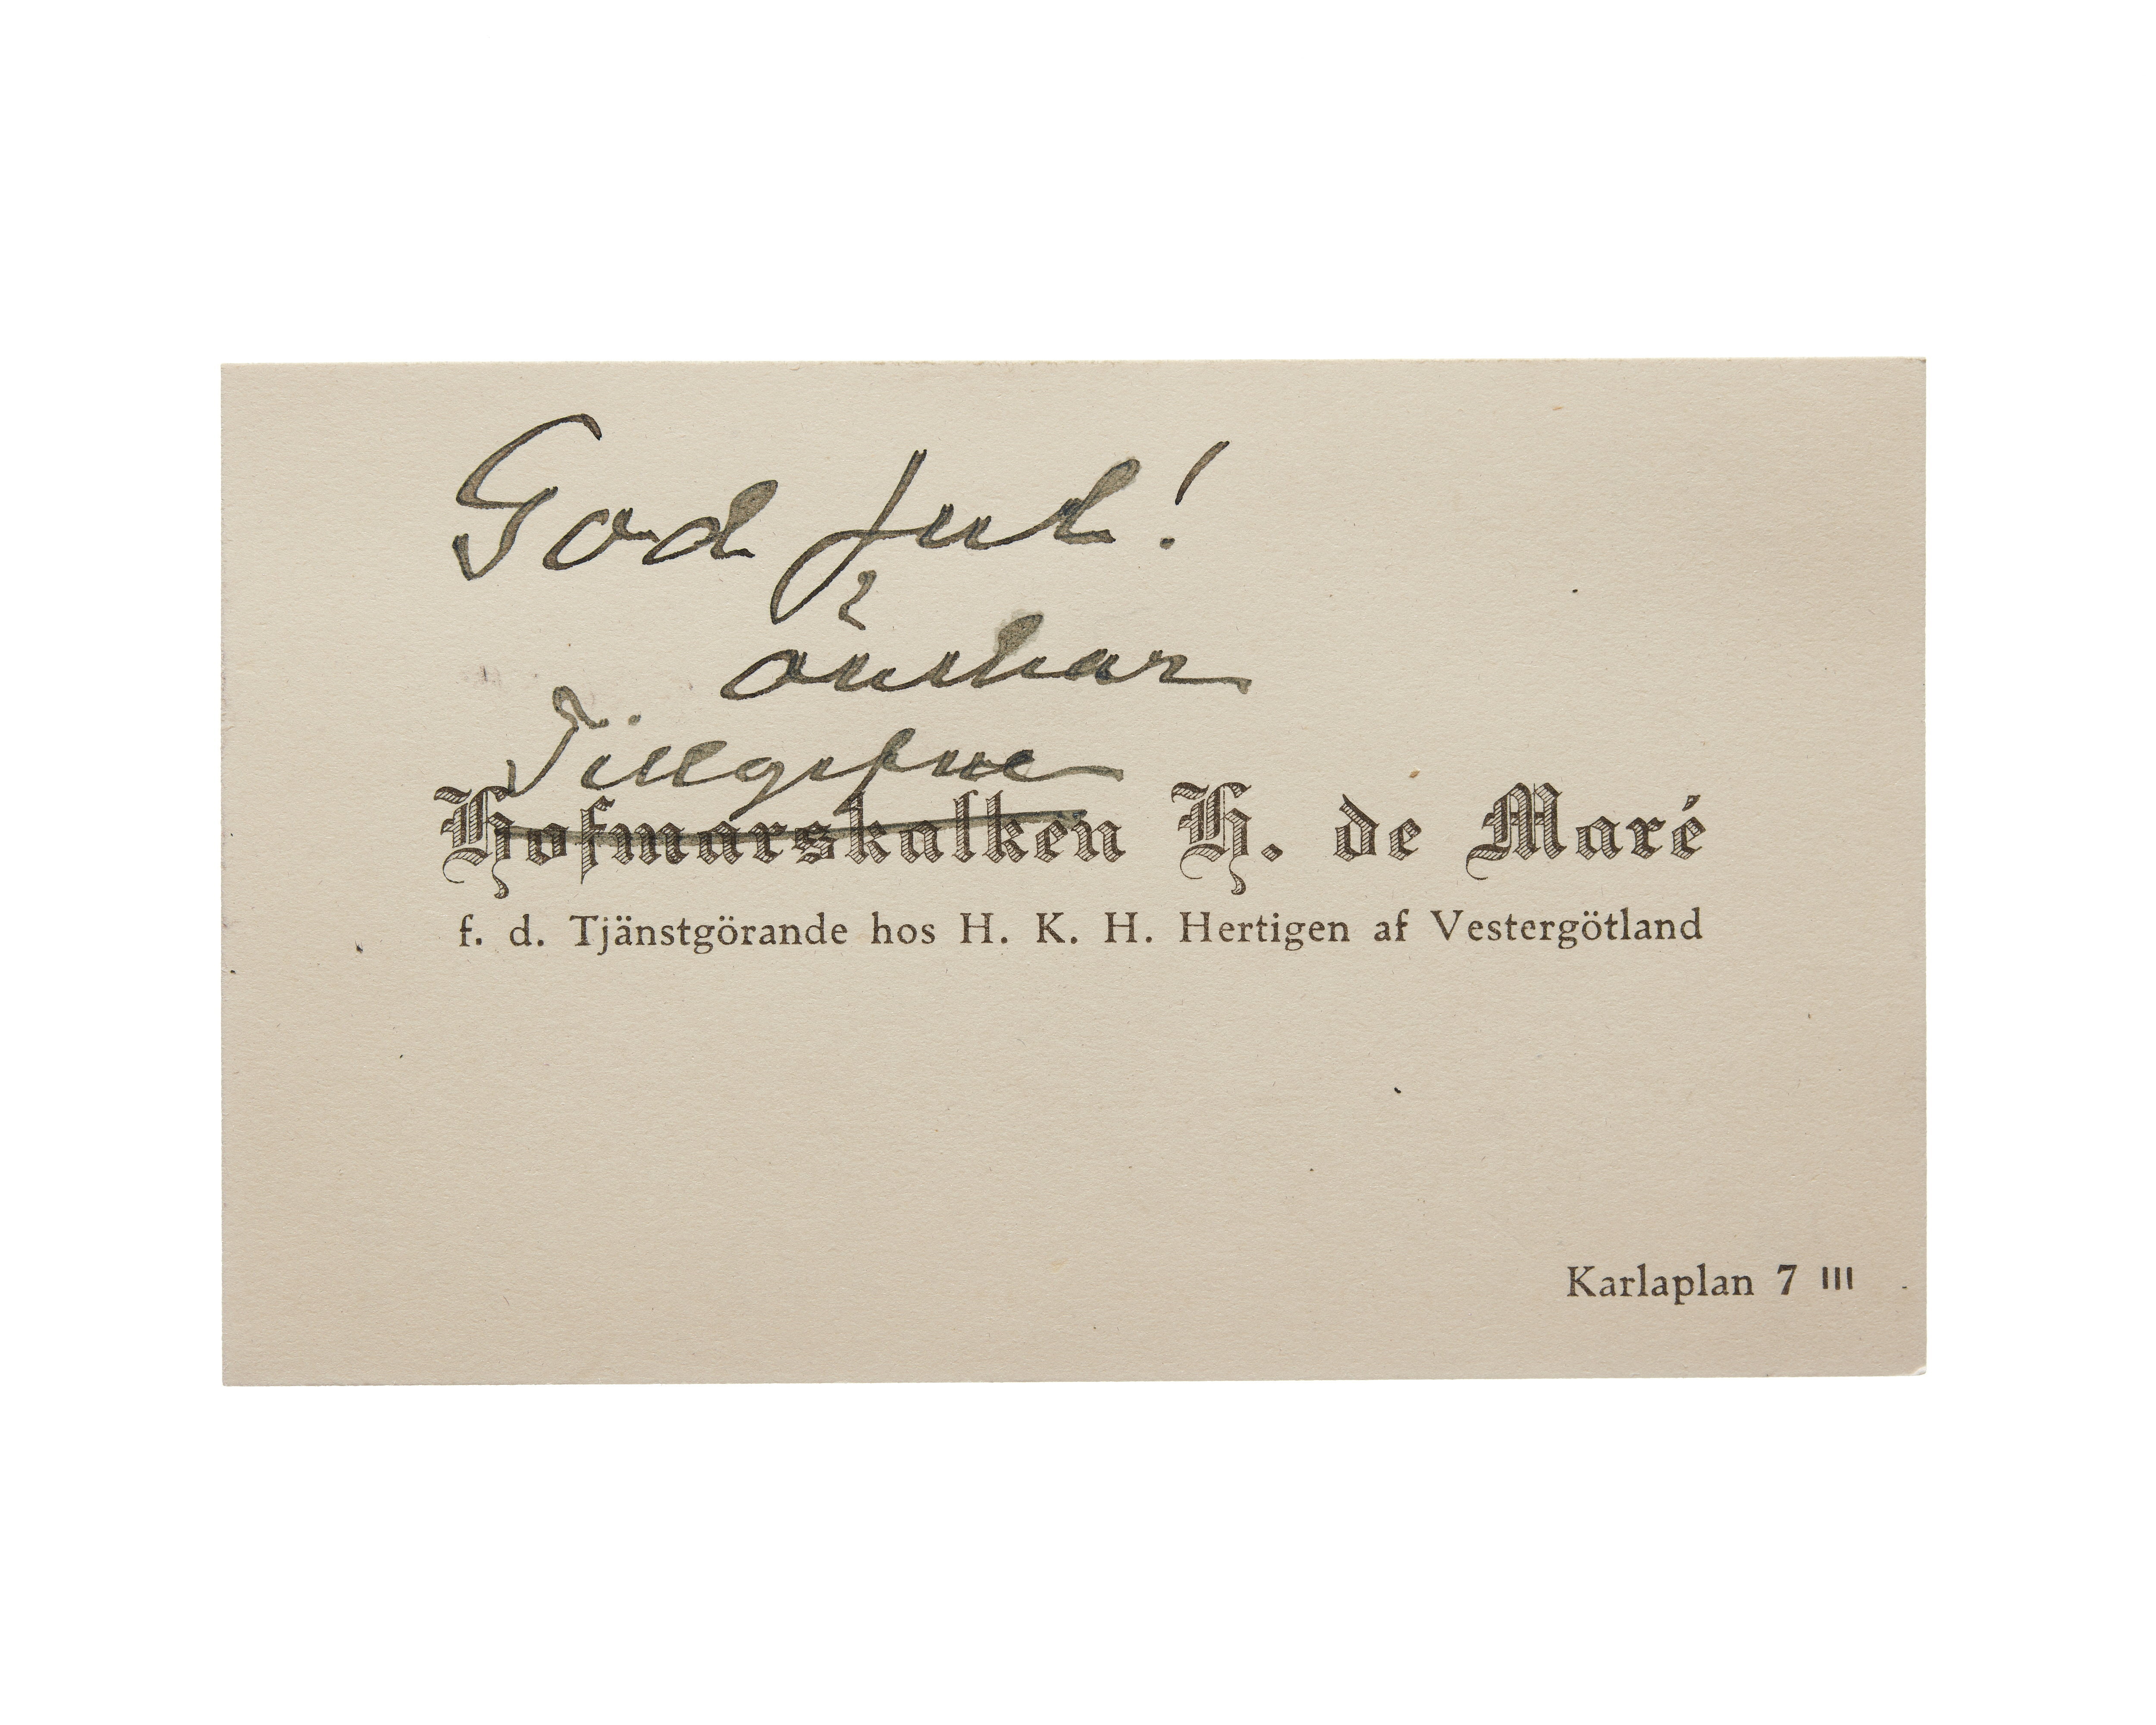 God Jul!
önskar
Tillgifne
Hofmarskalken H. de Maré
f. d. Tjänstgörande hos H. K. H. Hertigen af Vestergötland
Karlaplan 7 III